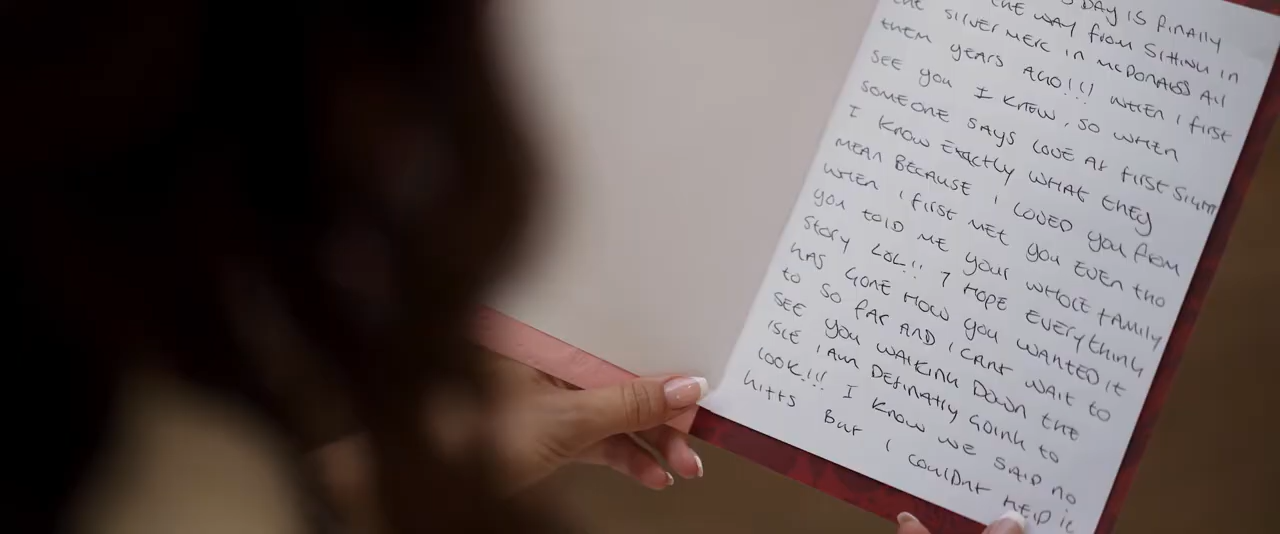 DAY IS FINALLY
THE WAY FROM SITTING IN
THE SILVER MERC IN MCDONALDS All
THEM YEARS AGO!!! WHEN I FIRST
SEE YOU I KNEW, SO WHEN
SOMEONE SAYS LOVE AT FIRST SIGHT
I KNOW EXACTLY WHAT THEY
MEAN BECAUSE I LOVED YOU FROM
WHEN I FIRST MET YOU EVEN THO
YOU TOLD ME YOUR WHOLE FAMILY
STORY LOL!! I HOPE EVERYTHING
HAS GONE HOW YOU WANTED IT
TO SO FAR AND I CANT WAIT TO
SEE YOU WALKING DOWN THE
ISLE I AM DEFINATLY GOING TO
LOOK!!! I KNOW WE SAID NO
GIFTS BUT I COULDNT HELP IT